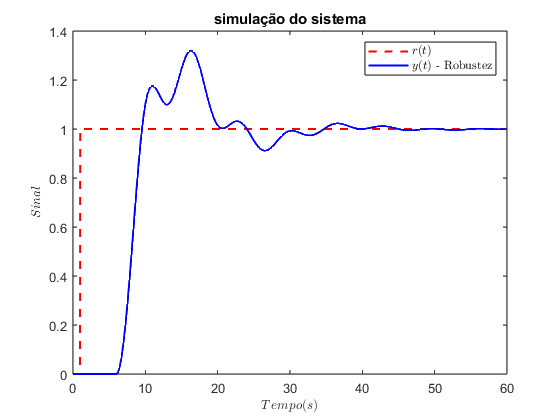 simulação do sistema
r(t)
y(t) - Robustez
Sinal
1.4
1.2
1
0.8
0.6
0.4
0.2
0
0 10 20 30 40 50 60
Tempo(s)